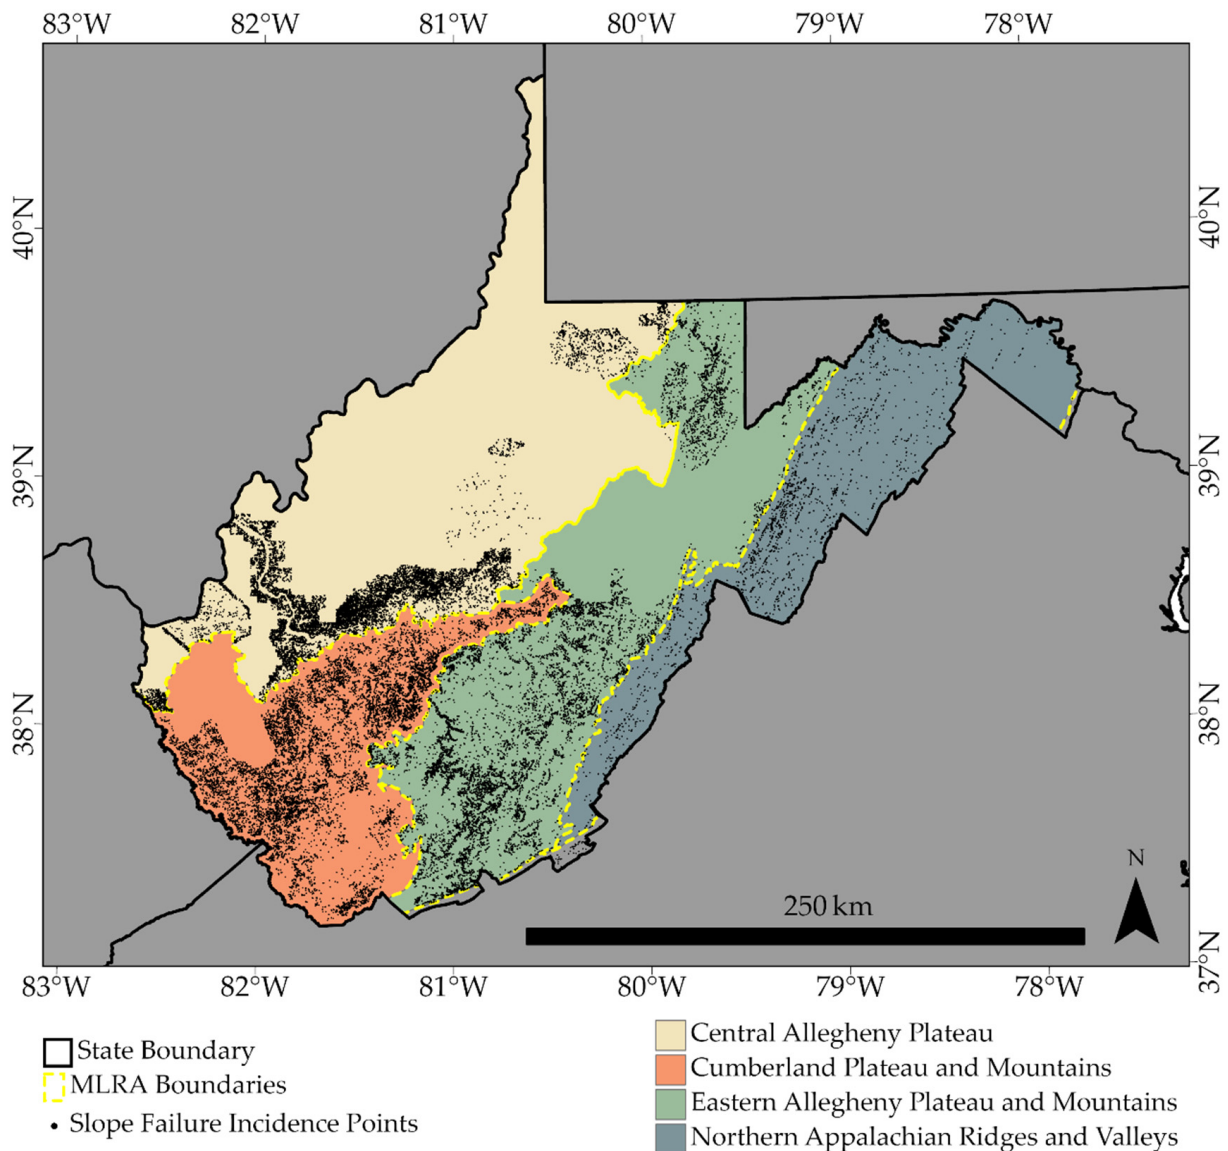 83°W 82°W 81°W 80°W 79°W 78°W
40°N 40°N
39°N 39°N
38°N 38°N
37°N
N
250 km
83°W 82°W 81°W 80°W 79°W 78°W
State Boundary
MLRA Boundaries
Slope Failure Incidence Points
Central Allegheny Plateau
Cumberland Plateau and Mountains
Eastern Allegheny Plateau and Mountains
Northern Appalachian Ridges and Valleys